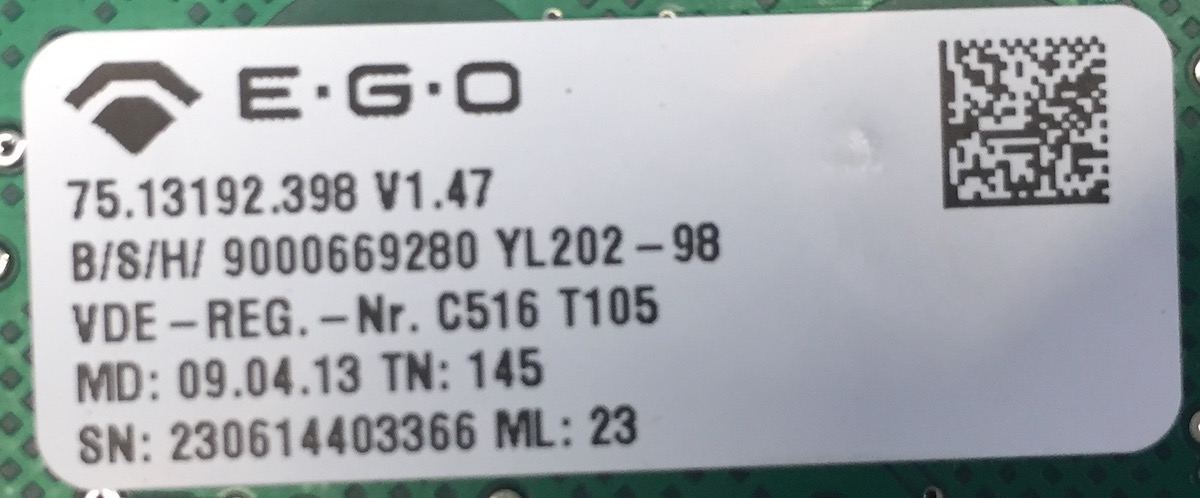 E·G·O
75.13192.398 V1.47
B/S/H/ 9000669280 YL202-98
VDE-REG.-Nr. C516 T105
MD: 09.04.13 TN: 145
SN: 230614403366 ML: 23